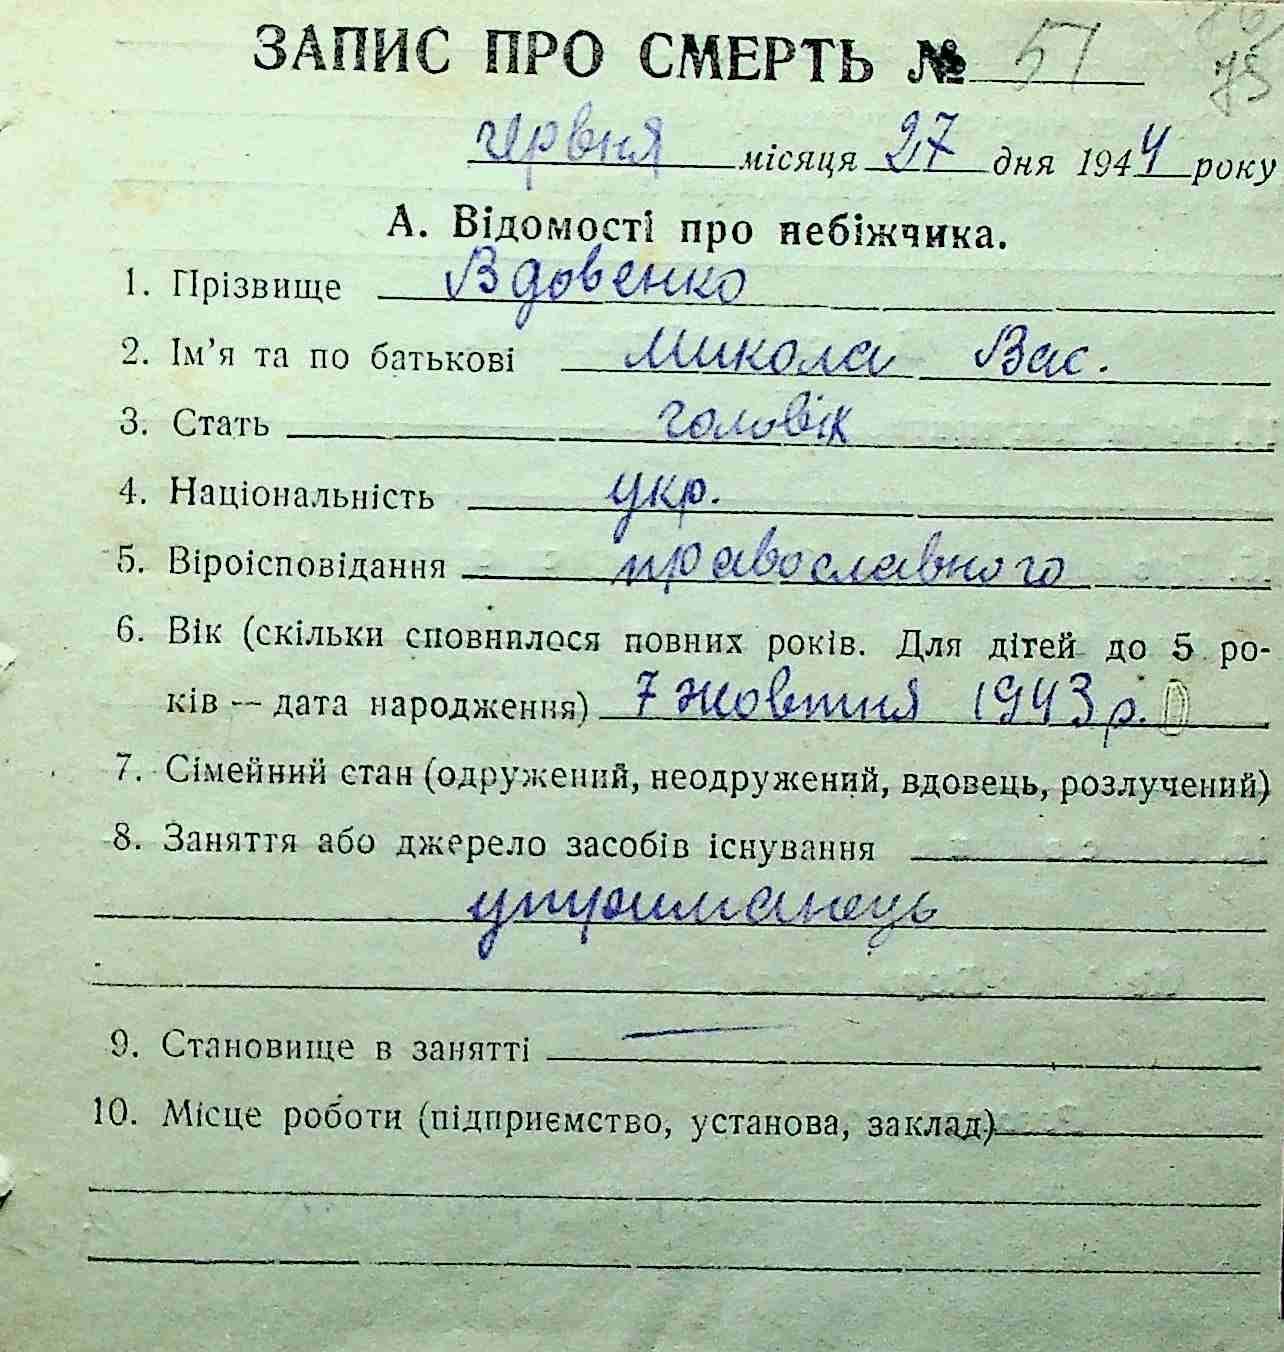 ЗАПИС ПРО СМЕРТЬ № 51
75
червня місяця 27 дня 1944 року
А. Відомості про небіжчика.
1. Прізвище Вдовенко
2. Ім’я та по батькові Микола Вас.
3. Стать чоловік
4. Національність укр.
5. Віроісповідання православного
6. Вік (скільки сповнилося повних років. Для дітей до 5 ро-
ків — дата народження) 7 жовтня 1943 р.
7. Сімейний стан (одружений, неодружений, вдовець, розлучений)
8. Заняття або джерело засобів існування
утриманець
9. Становище в занятті —
10. Місце роботи (підприємство, установа, заклад)